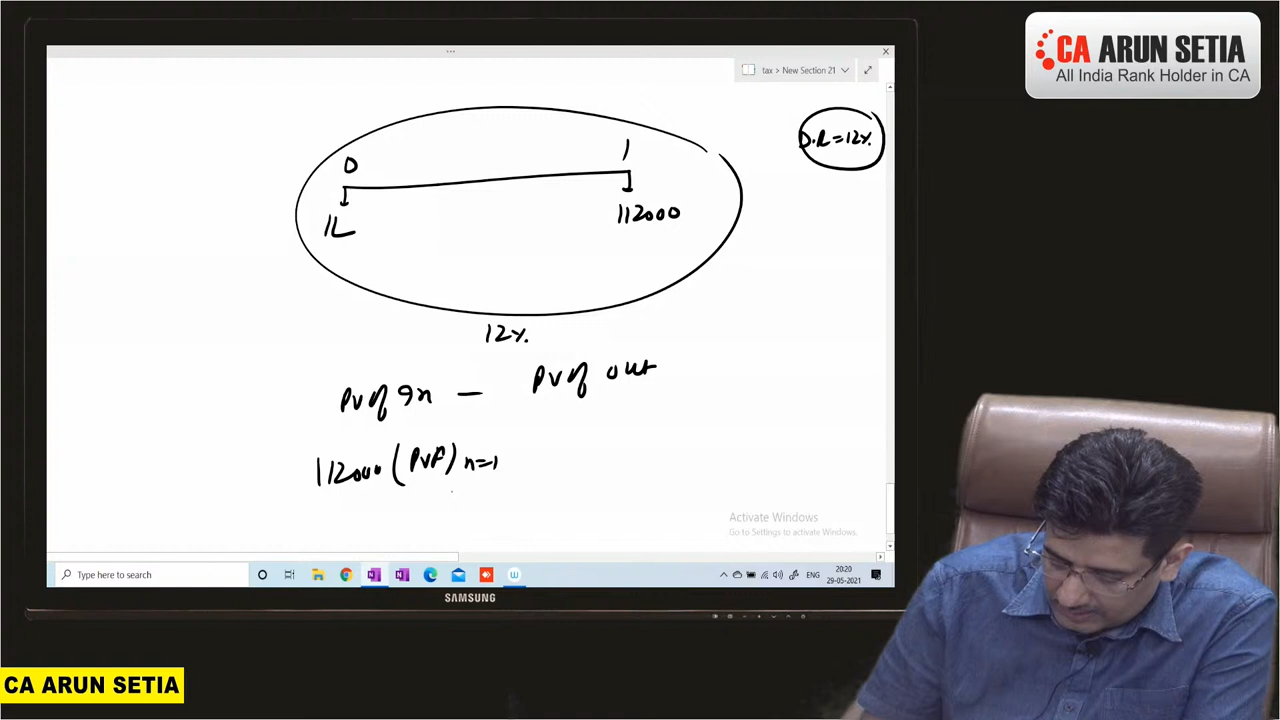 CA ARUN SETIA
All India Rank Holder in CA
tax > New Section 21
D.R = 12%.
0 1
1L 112000
12%.
PV of In — PV of out
112000 (PVF) n=1
Activate Windows
Go to Settings to activate Windows.
Type here to search
ENG
20:20
29-05-2021
SAMSUNG
CA ARUN SETIA